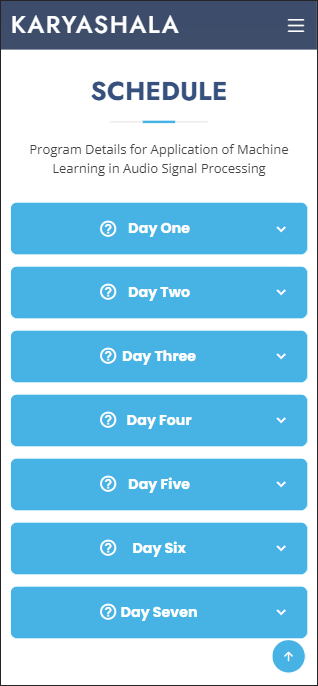 KARYASHALA
SCHEDULE
Program Details for Application of Machine
Learning in Audio Signal Processing
Day One
Day Two
Day Three
Day Four
Day Five
Day Six
Day Seven